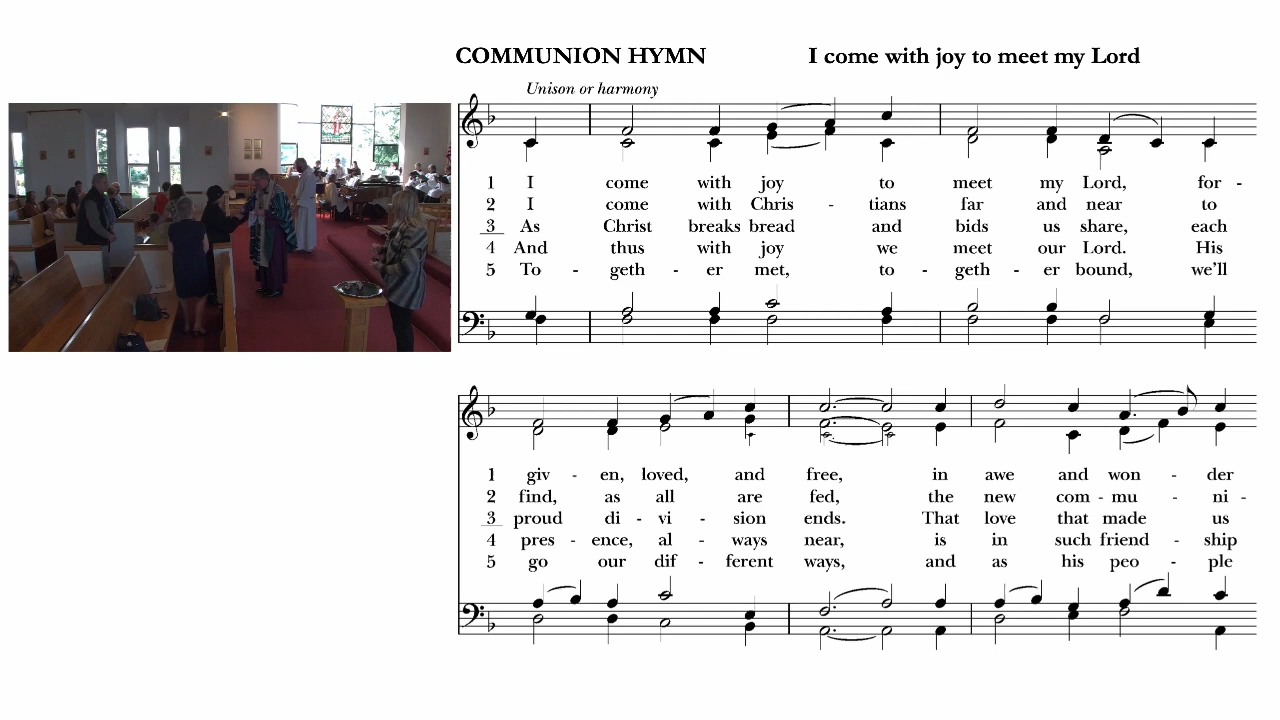 COMMUNION HYMN I come with joy to meet my Lord
Unison or harmony
1 I come with joy to meet my Lord, for -
2 I come with Chris - tians far and near to
3 As Christ breaks bread and bids us share, each
4 And thus with joy we meet our Lord. His
5 To - geth - er met, to - geth - er bound, we'll
1 giv - en, loved, and free, in awe and won - der
2 find, as all are fed, the new com - mu - ni -
3 proud di - vi - sion ends. That love that made us
4 pres - ence, al - ways near, is in such friend - ship
5 go our dif - ferent ways, and as his peo - ple